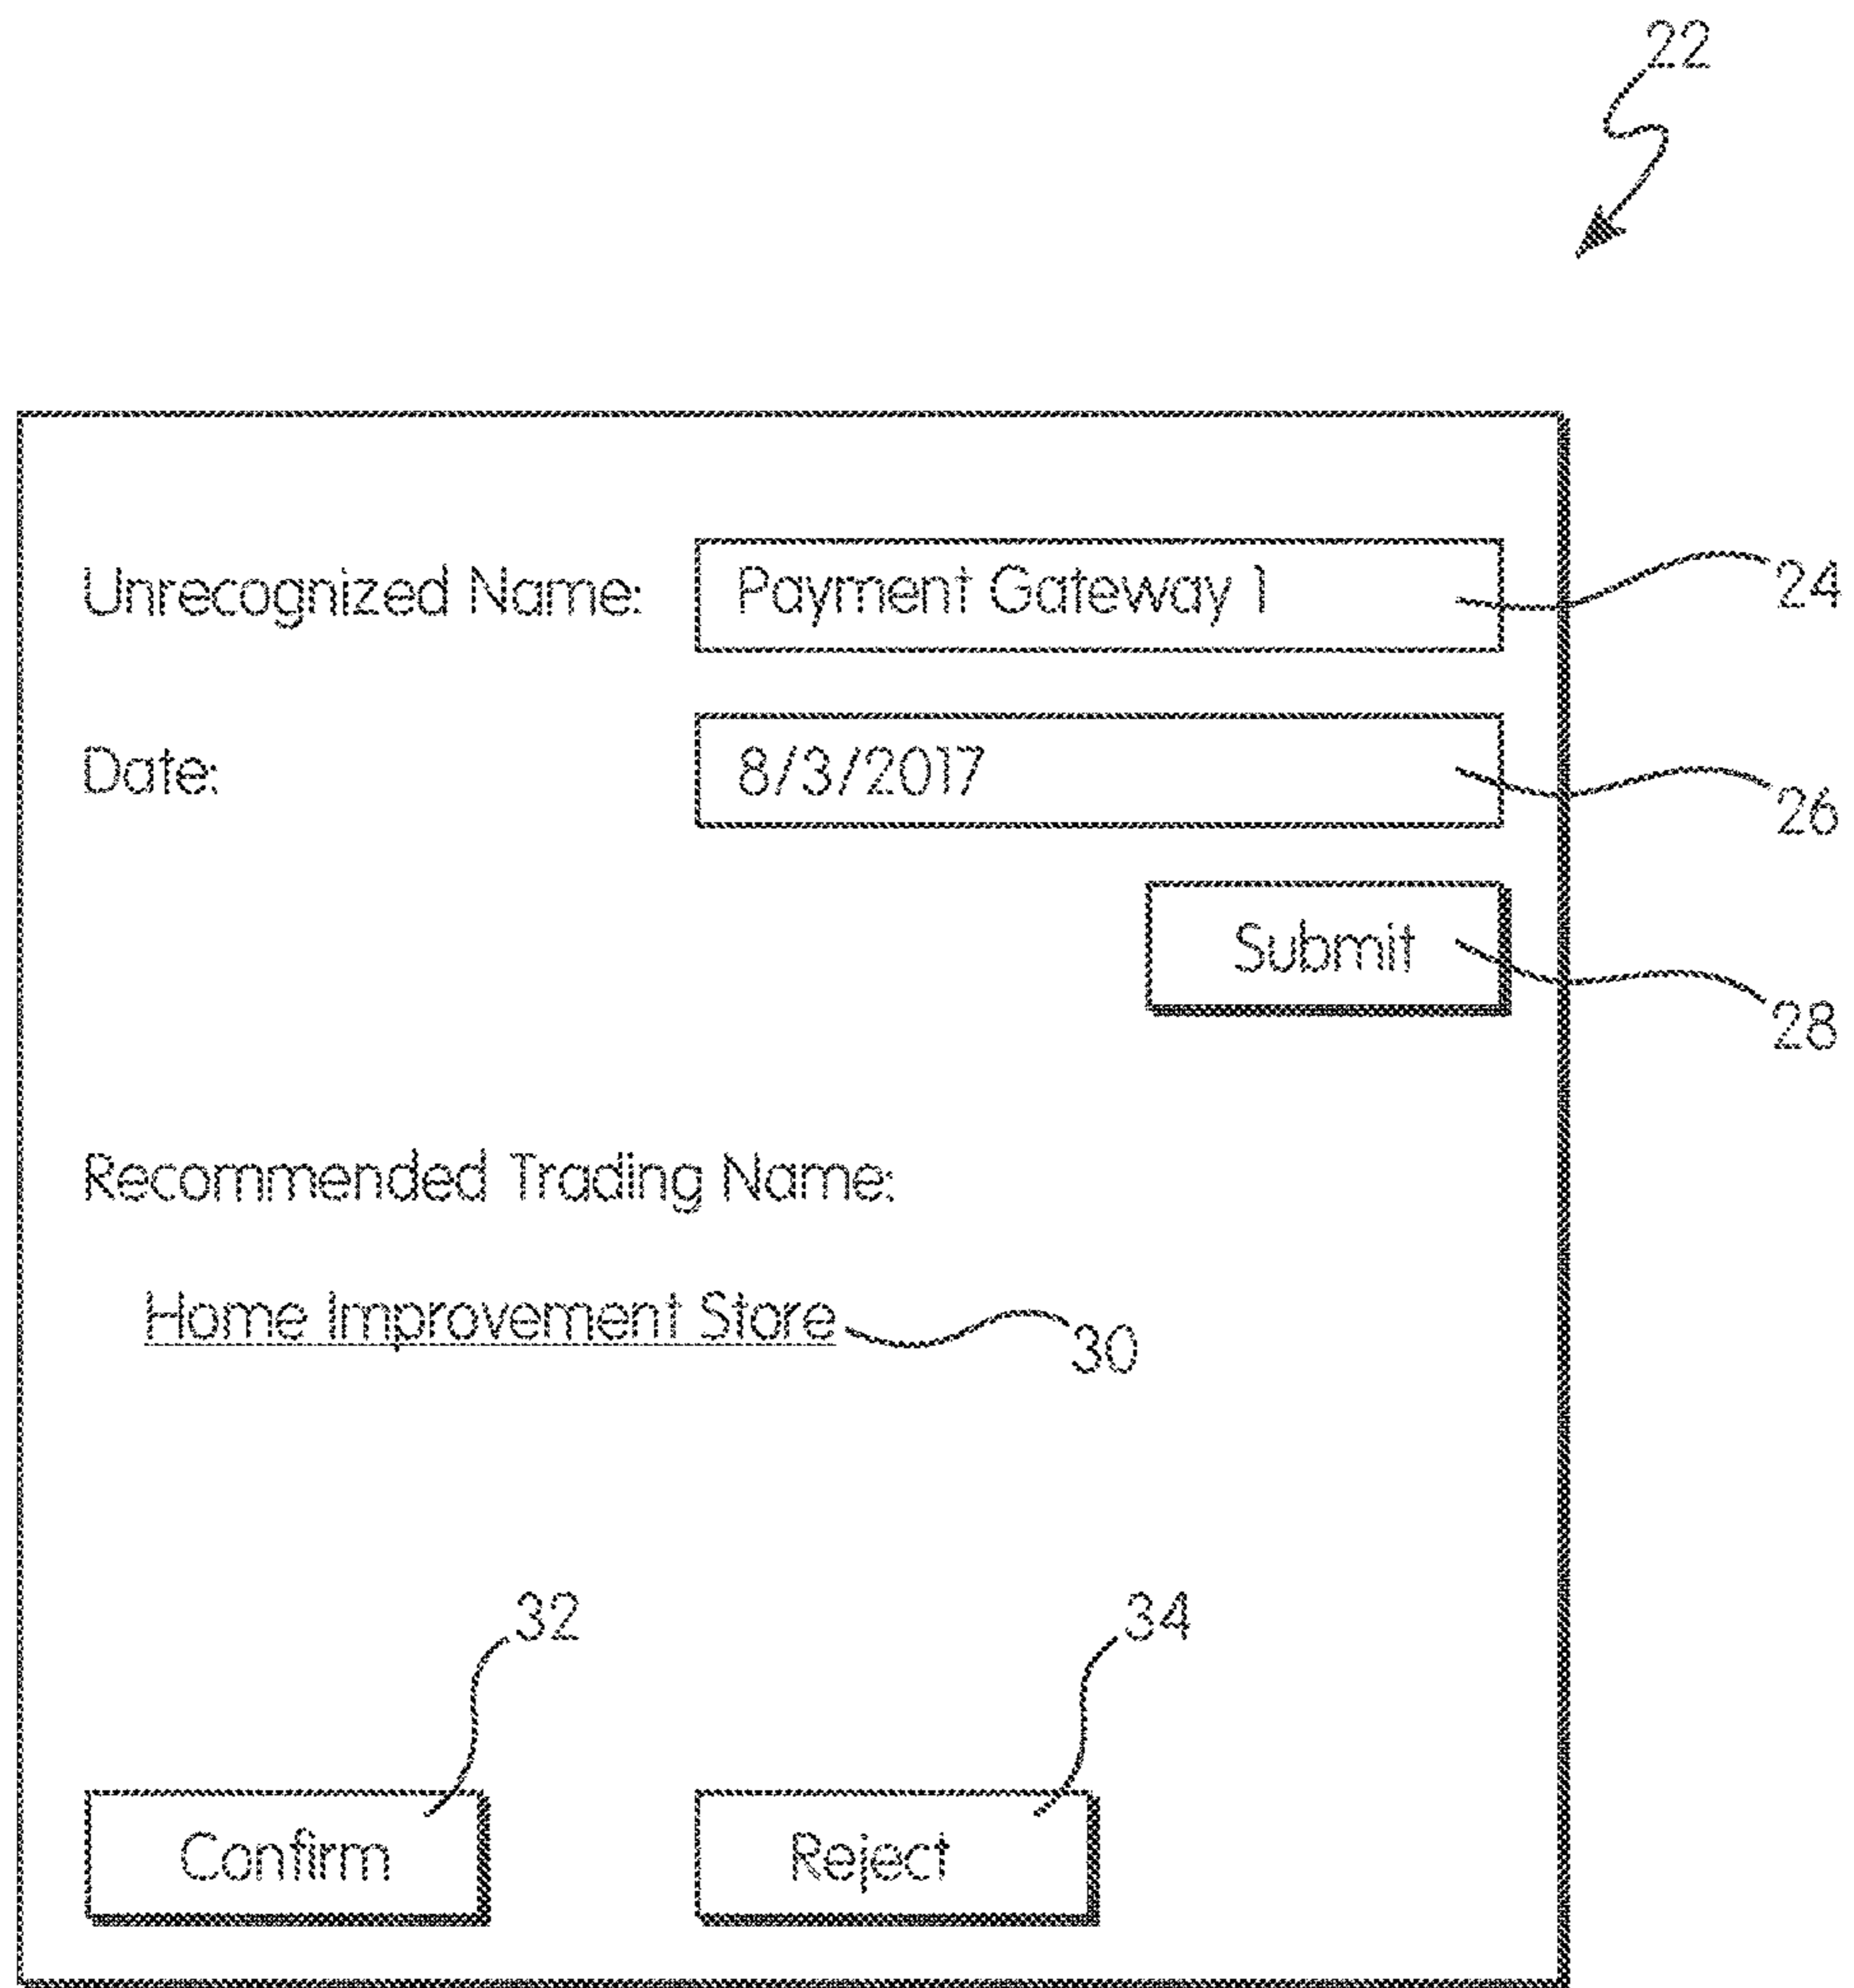 22
Unrecognized Name: Payment Gateway 1 24
Date: 8/3/2017 26
Submit 28
Recommended Trading Name:
Home Improvement Store 30
32 34
Confirm Reject